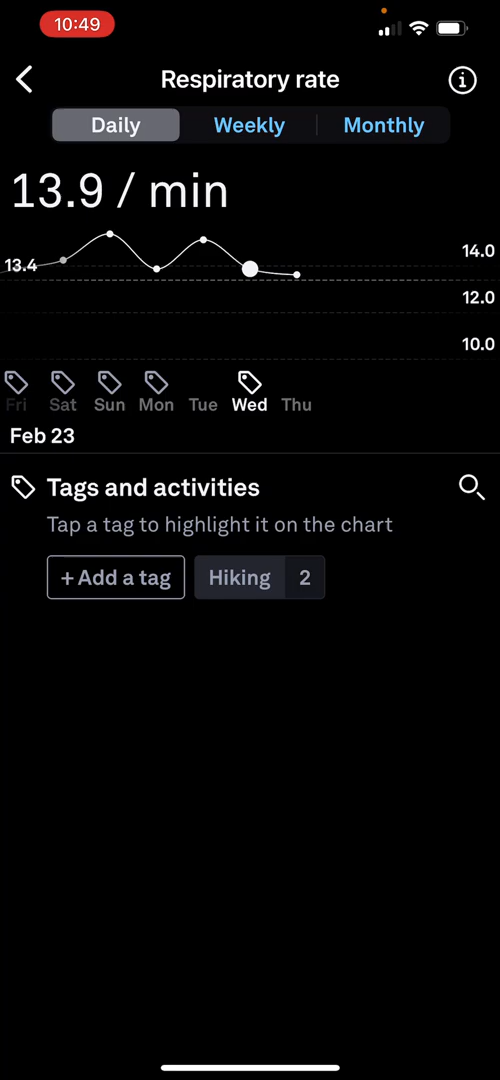 10:49
Respiratory rate
Daily Weekly Monthly
13.9 / min
14.0
13.4
12.0
10.0
Fri Sat Sun Mon Tue Wed Thu
Feb 23
Tags and activities
Tap a tag to highlight it on the chart
+ Add a tag Hiking 2